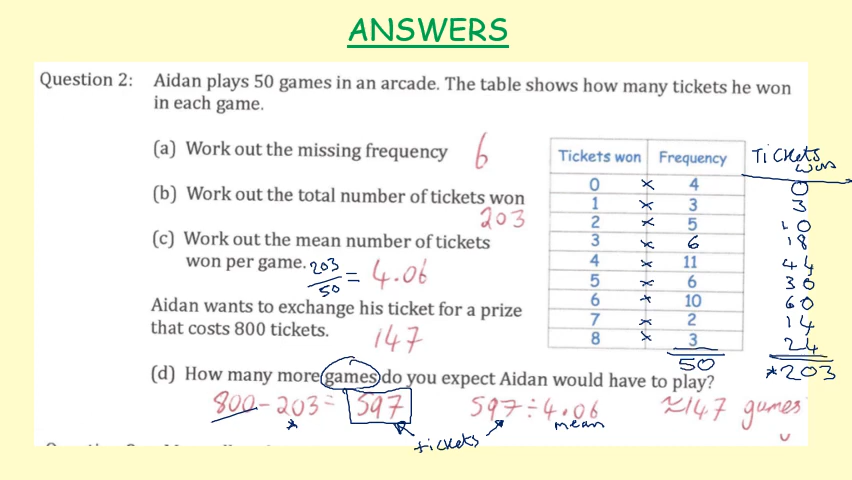 ANSWERS
Question 2: Aidan plays 50 games in an arcade. The table shows how many tickets he won
in each game.
(a) Work out the missing frequency 6
(b) Work out the total number of tickets won
203
(c) Work out the mean number of tickets
won per game. 203/50 = 4.06
Aidan wants to exchange his ticket for a prize
that costs 800 tickets. 147
Tickets won Frequency Tickets won
0 × 4 0
1 × 3 3
2 × 5 10
3 × 6 18
4 × 11 44
5 × 6 30
6 × 10 60
7 × 2 14
8 × 3 24
50 *203
(d) How many more games do you expect Aidan would have to play?
800 - 203 = 597 597 ÷ 4.06 ≈ 147 games
* tickets mean